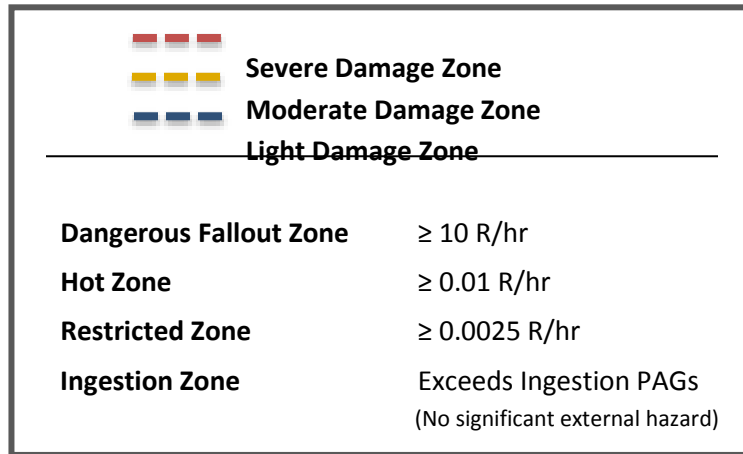 Severe Damage Zone
Moderate Damage Zone
Light Damage Zone
Dangerous Fallout Zone ≥ 10 R/hr
Hot Zone ≥ 0.01 R/hr
Restricted Zone ≥ 0.0025 R/hr
Ingestion Zone Exceeds Ingestion PAGs
(No significant external hazard)